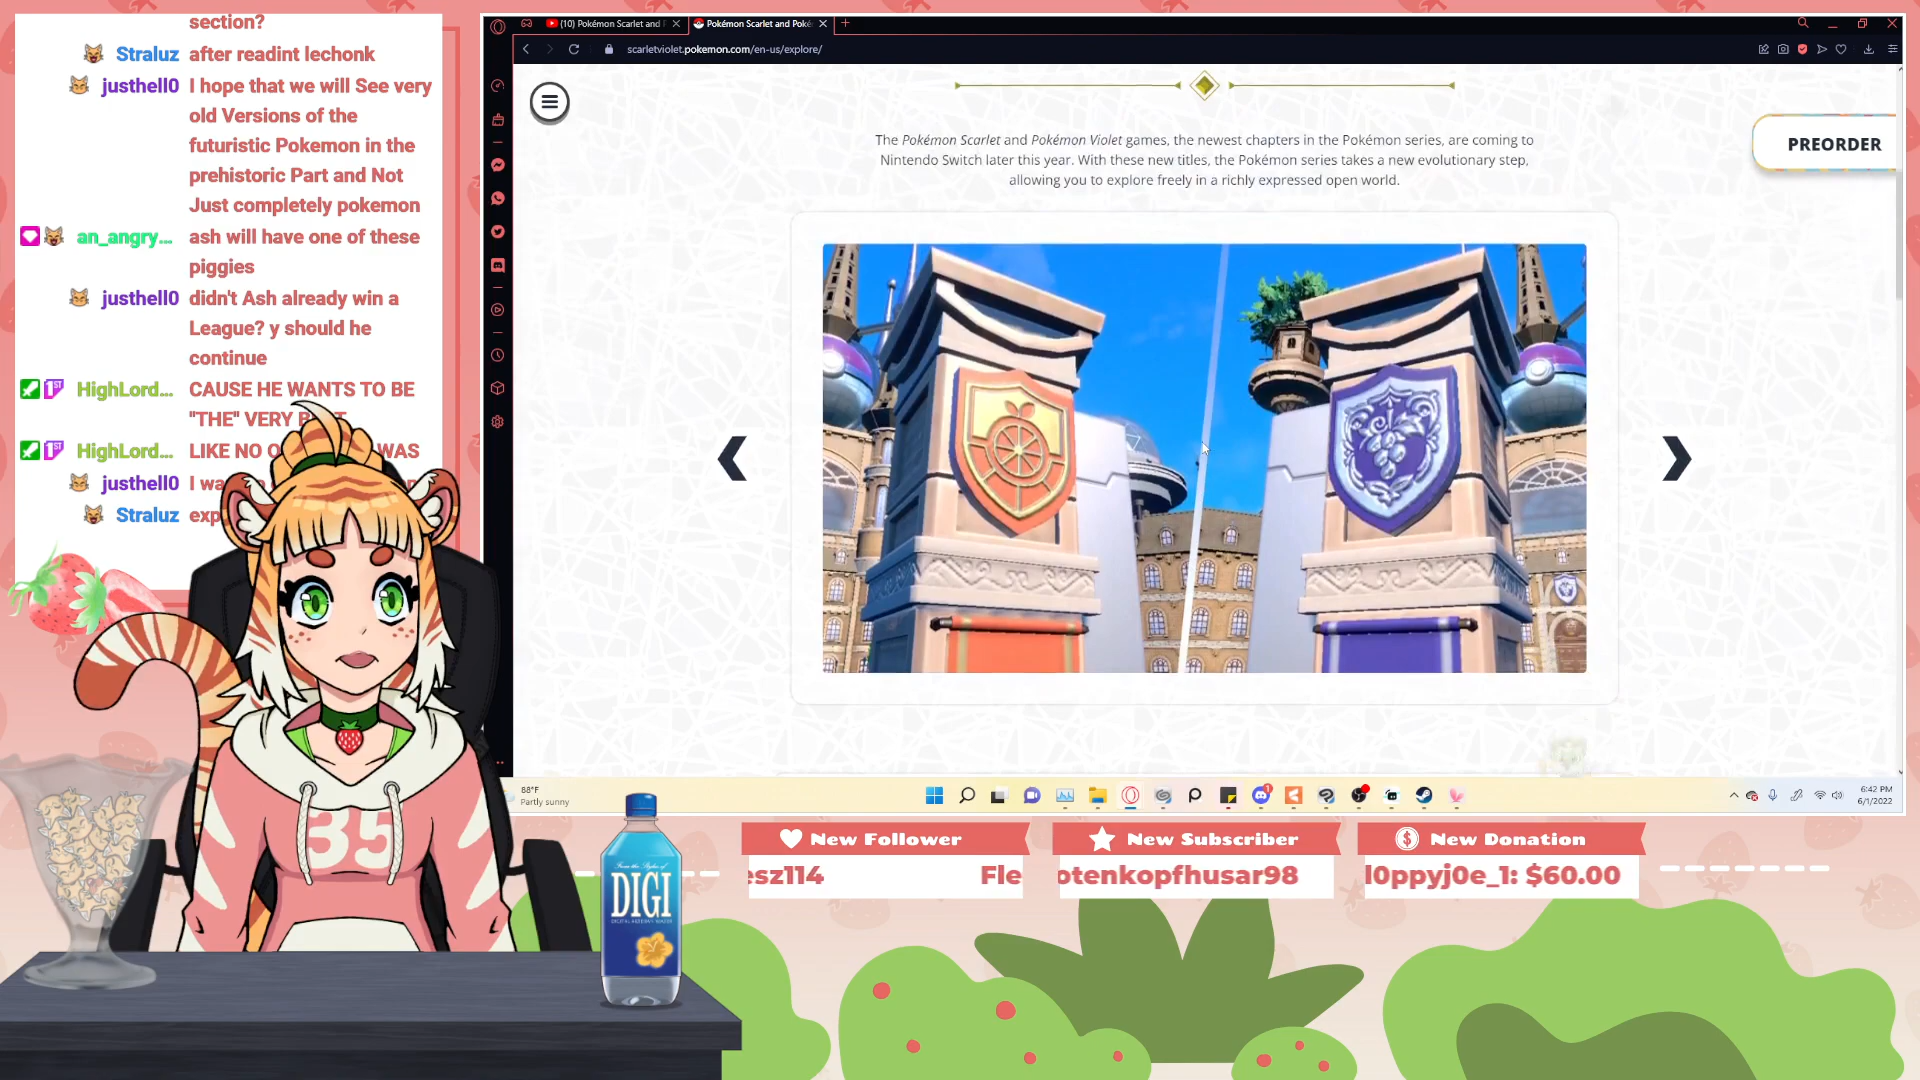 section?
Straluz after readint lechonk
justhell0 I hope that we will See very
old Versions of the
futuristic Pokemon in the
prehistoric Part and Not
Just completely pokemon
an_angry... ash will have one of these
piggies
justhell0 didn't Ash already win a
League? y should he
continue
HighLord... CAUSE HE WANTS TO BE
"THE" VERY
HighLord... LIKE NO WAS
justhell0 I
Straluz
(10) Pokémon Scarlet and
Pokémon Scarlet and Poké
scarletviolet.pokemon.com/en-us/explore/
PREORDER
The Pokémon Scarlet and Pokémon Violet games, the newest chapters in the Pokémon series, are coming to
Nintendo Switch later this year. With these new titles, the Pokémon series takes a new evolutionary step,
allowing you to explore freely in a richly expressed open world.
88°F
Partly sunny
6:42 PM
6/1/2022
35
DIGI
New Follower
New Subscriber
New Donation
esz114
Fle
otenkopfhusar98
l0ppyj0e_1: $60.00